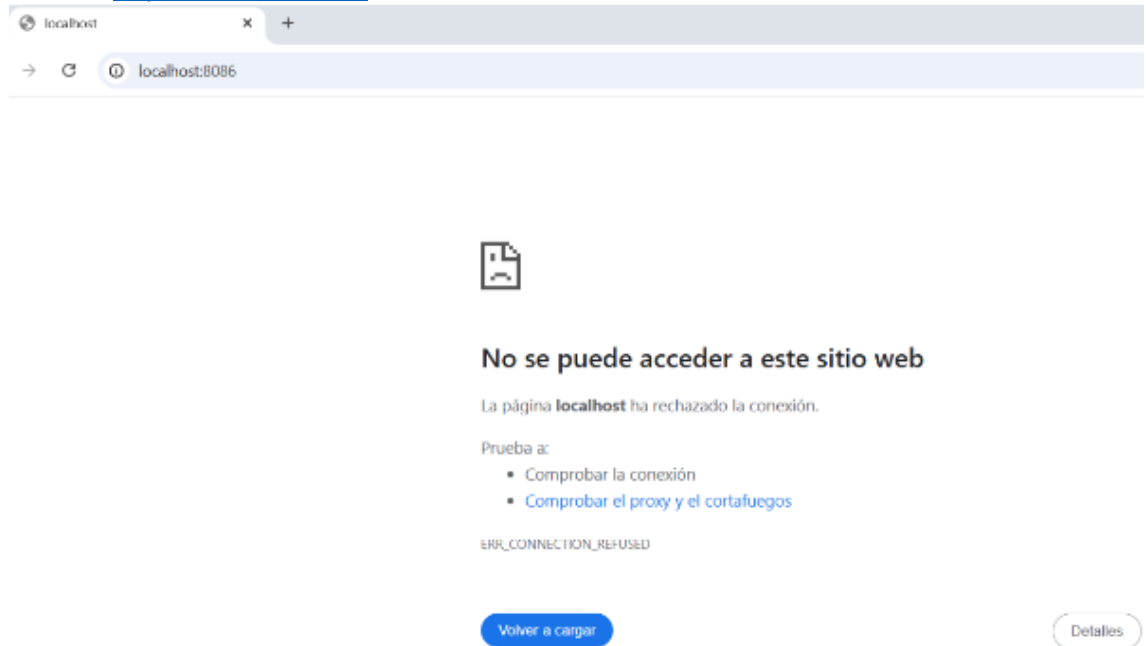 localhost
localhost:8086
No se puede acceder a este sitio web
La página localhost ha rechazado la conexión.
Prueba a:
Comprobar la conexión
Comprobar el proxy y el cortafuegos
ERR_CONNECTION_REFUSED
Volver a cargar
Detalles